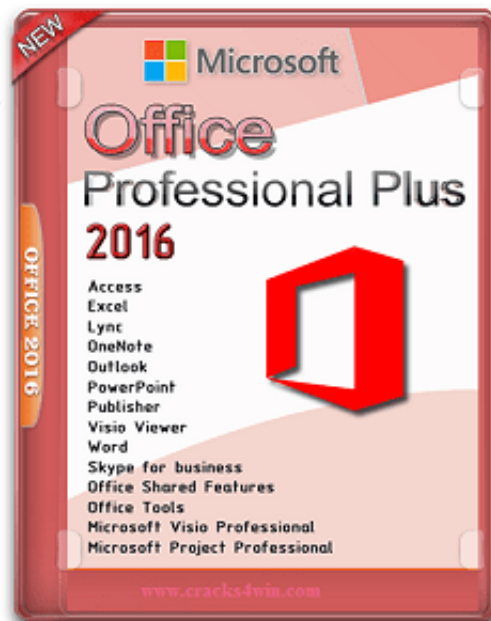 NEW
Microsoft
Office
Professional Plus
2016
Access
Excel
Lync
OneNote
Outlook
PowerPoint
Publisher
Visio Viewer
Word
Skype for business
Office Shared Features
Office Tools
Microsoft Visio Professional
Microsoft Project Professional
OFFICE 2016
www.cracks4win.com